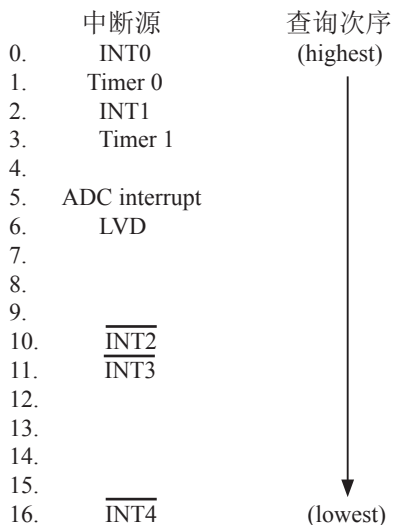 中断源 查询次序
0. INT0 (highest)
1. Timer 0
2. INT1
3. Timer 1
4.
5. ADC interrupt
6. LVD
7.
8.
9.
10. INT2
11. INT3
12.
13.
14.
15.
16. INT4 (lowest)